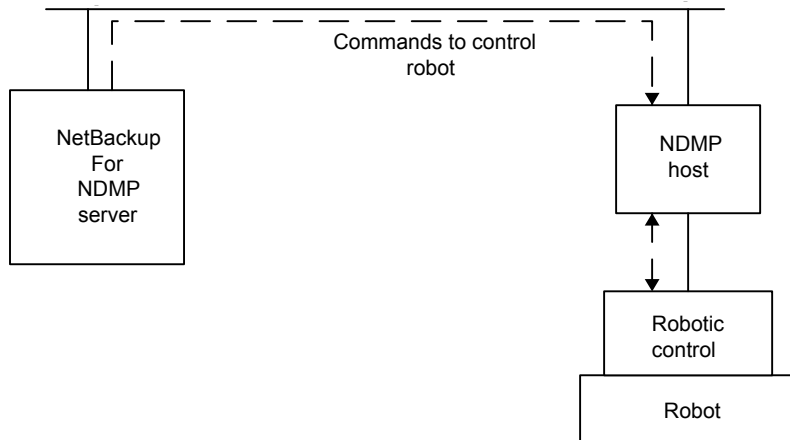 Commands to control
robot
NetBackup
For
NDMP
server
NDMP
host
Robotic
control
Robot